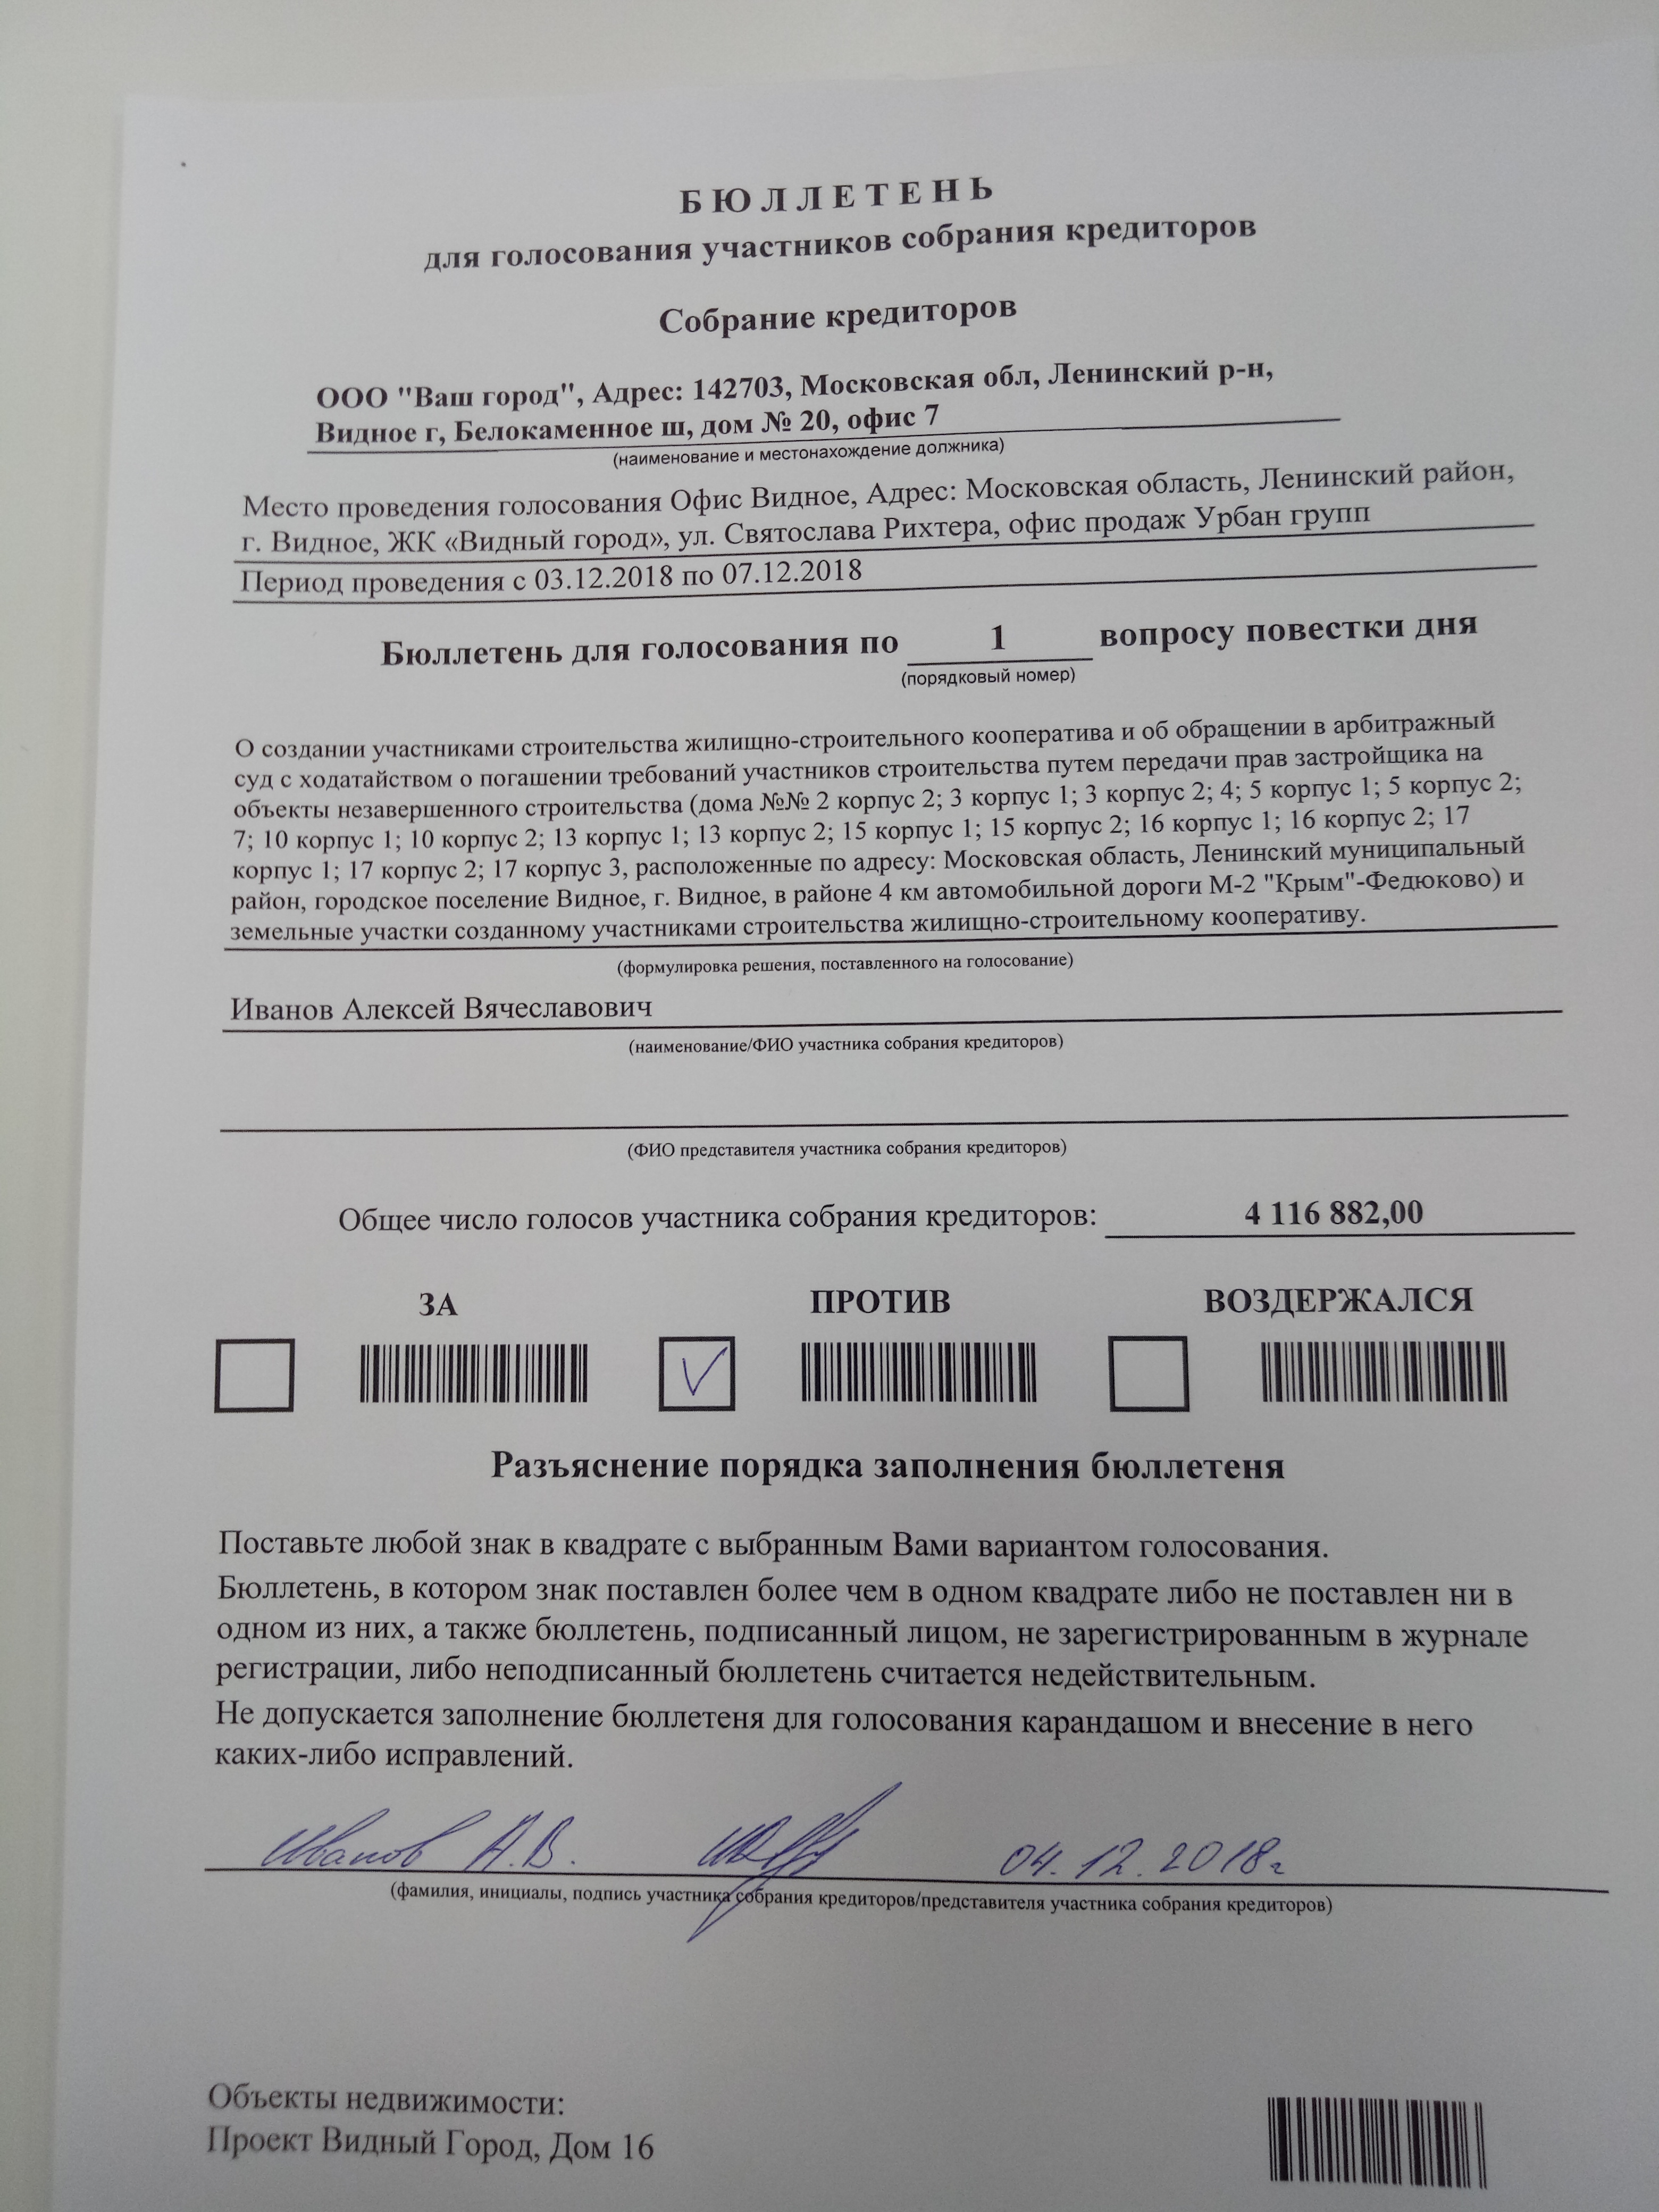 БЮЛЛЕТЕНЬ
для голосования участников собрания кредиторов
Собрание кредиторов
ООО "Ваш город", Адрес: 142703, Московская обл, Ленинский р-н,
Видное г, Белокаменное ш, дом № 20, офис 7
(наименование и местонахождение должника)
Место проведения голосования Офис Видное, Адрес: Московская область, Ленинский район,
г. Видное, ЖК «Видный город», ул. Святослава Рихтера, офис продаж Урбан групп
Период проведения с 03.12.2018 по 07.12.2018
Бюллетень для голосования по 1 вопросу повестки дня
(порядковый номер)
О создании участниками строительства жилищно-строительного кооператива и об обращении в арбитражный
суд с ходатайством о погашении требований участников строительства путем передачи прав застройщика на
объекты незавершенного строительства (дома №№ 2 корпус 2; 3 корпус 1; 3 корпус 2; 4; 5 корпус 1; 5 корпус 2;
7; 10 корпус 1; 10 корпус 2; 13 корпус 1; 13 корпус 2; 15 корпус 1; 15 корпус 2; 16 корпус 1; 16 корпус 2; 17
корпус 1; 17 корпус 2; 17 корпус 3, расположенные по адресу: Московская область, Ленинский муниципальный
район, городское поселение Видное, г. Видное, в районе 4 км автомобильной дороги М-2 "Крым"-Федюково) и
земельные участки созданному участниками строительства жилищно-строительному кооперативу.
(формулировка решения, поставленного на голосование)
Иванов Алексей Вячеславович
(наименование/ФИО участника собрания кредиторов)
(ФИО представителя участника собрания кредиторов)
Общее число голосов участника собрания кредиторов: 4 116 882,00
ЗА ПРОТИВ ВОЗДЕРЖАЛСЯ
Разъяснение порядка заполнения бюллетеня
Поставьте любой знак в квадрате с выбранным Вами вариантом голосования.
Бюллетень, в котором знак поставлен более чем в одном квадрате либо не поставлен ни в
одном из них, а также бюллетень, подписанный лицом, не зарегистрированным в журнале
регистрации, либо неподписанный бюллетень считается недействительным.
Не допускается заполнение бюллетеня для голосования карандашом и внесение в него
каких-либо исправлений.
Иванов А.В. 04.12.2018г
(фамилия, инициалы, подпись участника собрания кредиторов/представителя участника собрания кредиторов)
Объекты недвижимости:
Проект Видный Город, Дом 16